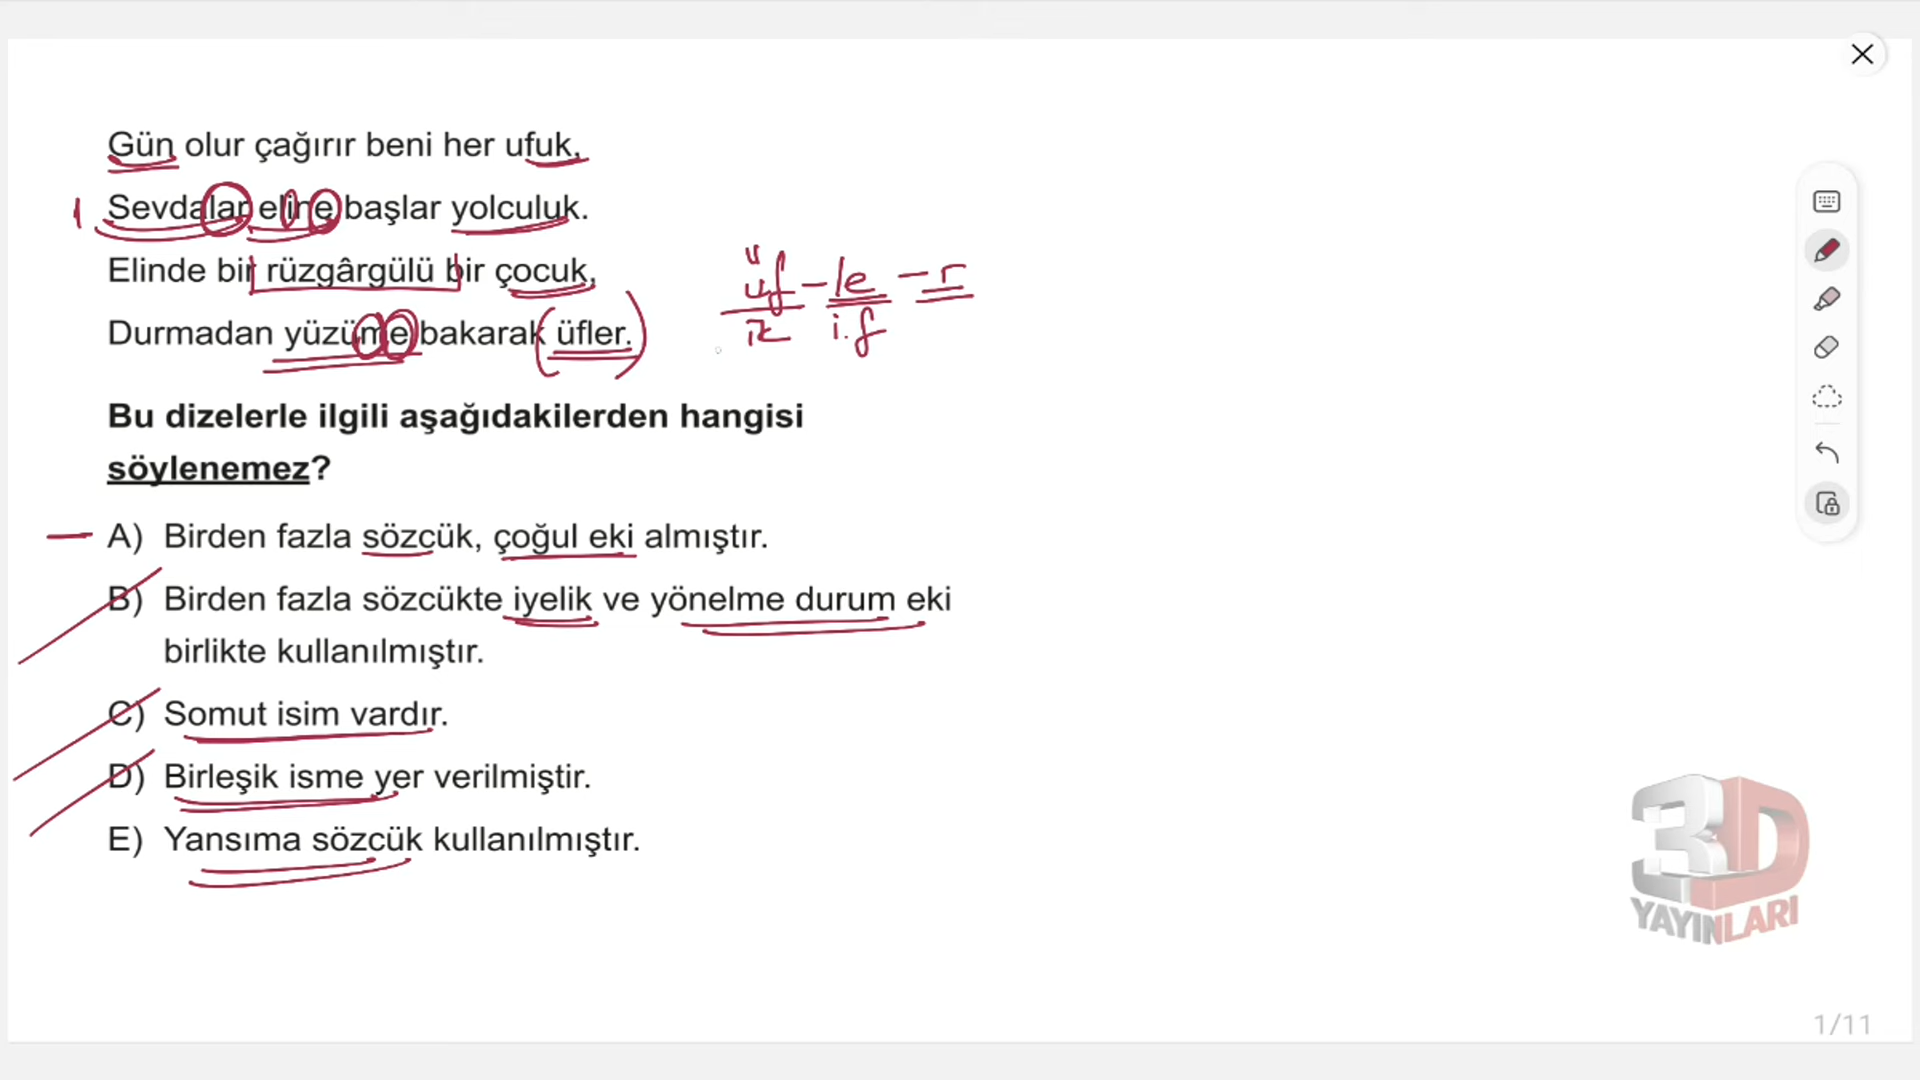 Gün olur çağırır beni her ufuk,
1 Sevdalar eline başlar yolculuk.
Elinde bir rüzgârgülü bir çocuk,
Durmadan yüzüme bakarak üfler.
üf-le-r
i.f
Bu dizelerle ilgili aşağıdakilerden hangisi
söylenemez?
A) Birden fazla sözcük, çoğul eki almıştır.
B) Birden fazla sözcükte iyelik ve yönelme durum eki
birlikte kullanılmıştır.
C) Somut isim vardır.
D) Birleşik isme yer verilmiştir.
E) Yansıma sözcük kullanılmıştır.
3D
YAYINLARI
1/11